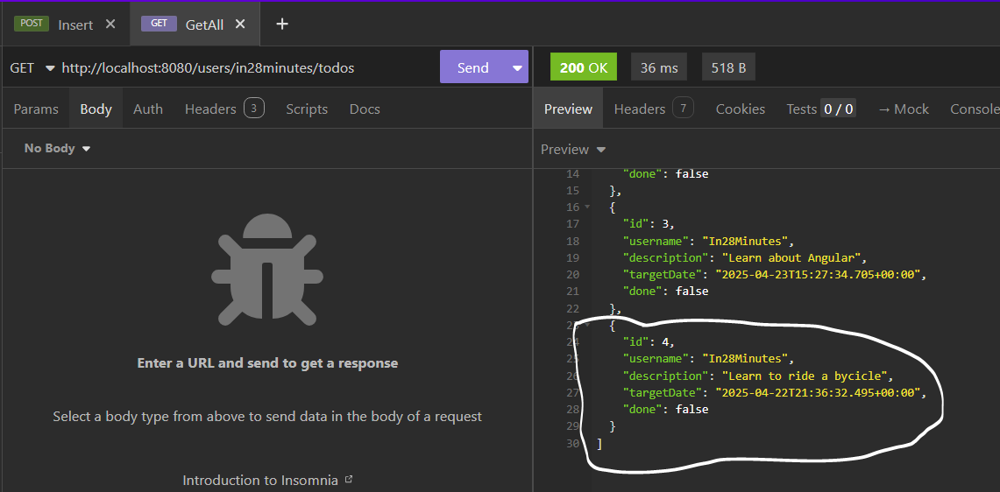 POST Insert × GET GetAll × +
GET http://localhost:8080/users/in28minutes/todos Send 200 OK 36 ms 518 B
Params Body Auth Headers 3 Scripts Docs
Preview Headers 7 Cookies Tests 0 / 0 → Mock Console
No Body
Preview
14 "done": false
15 },
16 {
17 "id": 3,
18 "username": "In28Minutes",
19 "description": "Learn about Angular",
20 "targetDate": "2025-04-23T15:27:34.705+00:00",
21 "done": false
22 },
23 {
24 "id": 4,
25 "username": "In28Minutes",
26 "description": "Learn to ride a bycicle",
27 "targetDate": "2025-04-22T21:36:32.495+00:00",
28 "done": false
29 }
30 ]
Enter a URL and send to get a response
Select a body type from above to send data in the body of a request
Introduction to Insomnia